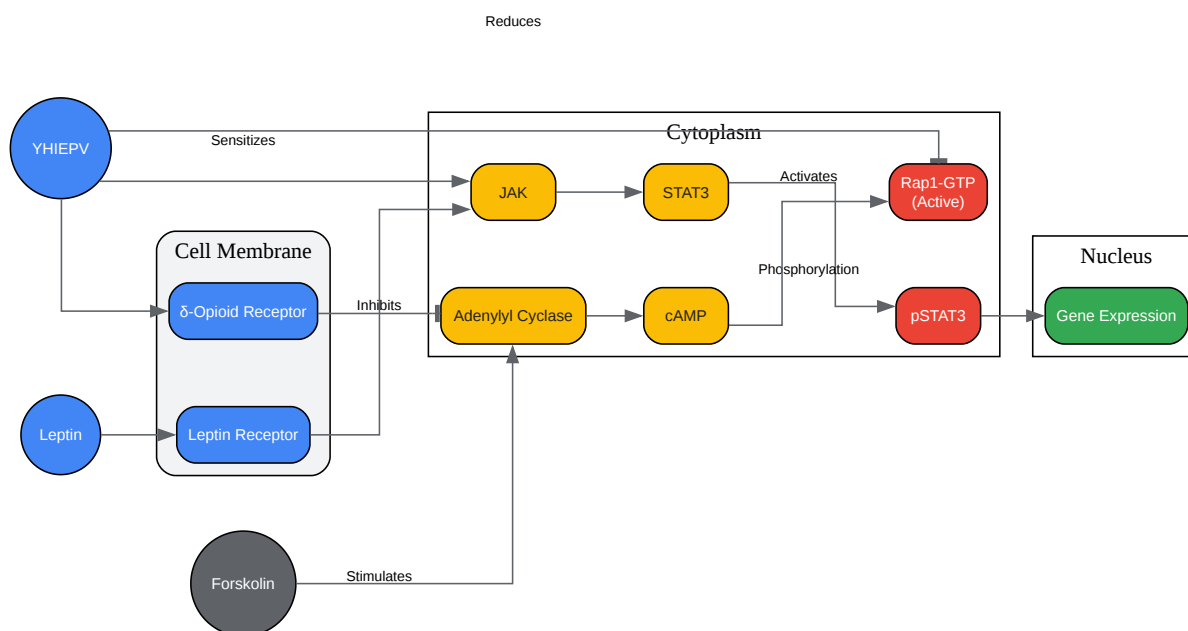 Reduces
YHIEPV
Sensitizes
Cytoplasm
JAK
STAT3
Activates
Rap1-GTP
(Active)
Cell Membrane
δ-Opioid Receptor
Inhibits
Adenylyl Cyclase
cAMP
Phosphorylation
pSTAT3
Nucleus
Gene Expression
Leptin
Leptin Receptor
Forskolin
Stimulates